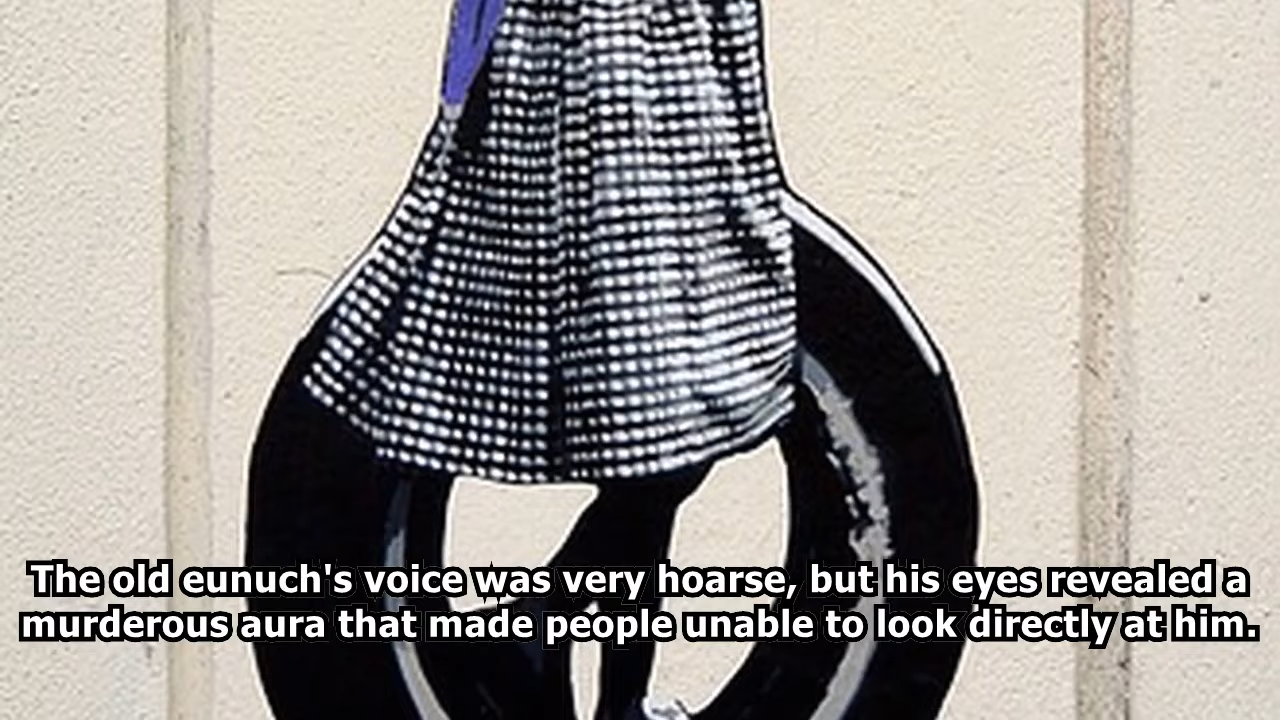 The old eunuch's voice was very hoarse, but his eyes revealed a
murderous aura that made people unable to look directly at him.